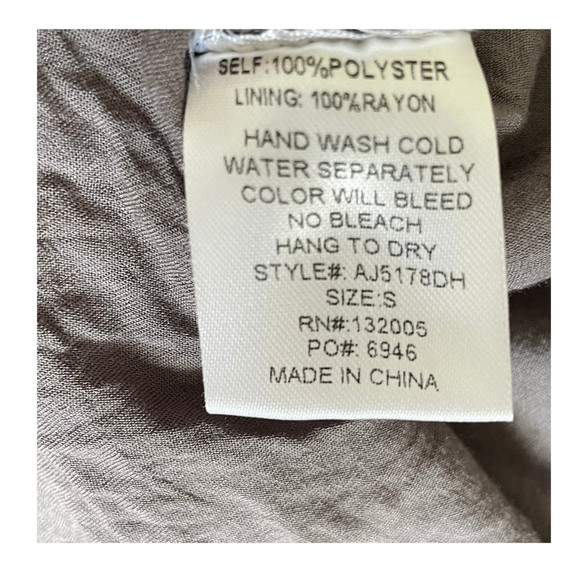 SELF:100%POLYSTER
LINING: 100%RAYON
HAND WASH COLD
WATER SEPARATELY
COLOR WILL BLEED
NO BLEACH
HANG TO DRY
STYLE#: AJ5178DH
SIZE:S
RN#:132005
PO#: 6946
MADE IN CHINA